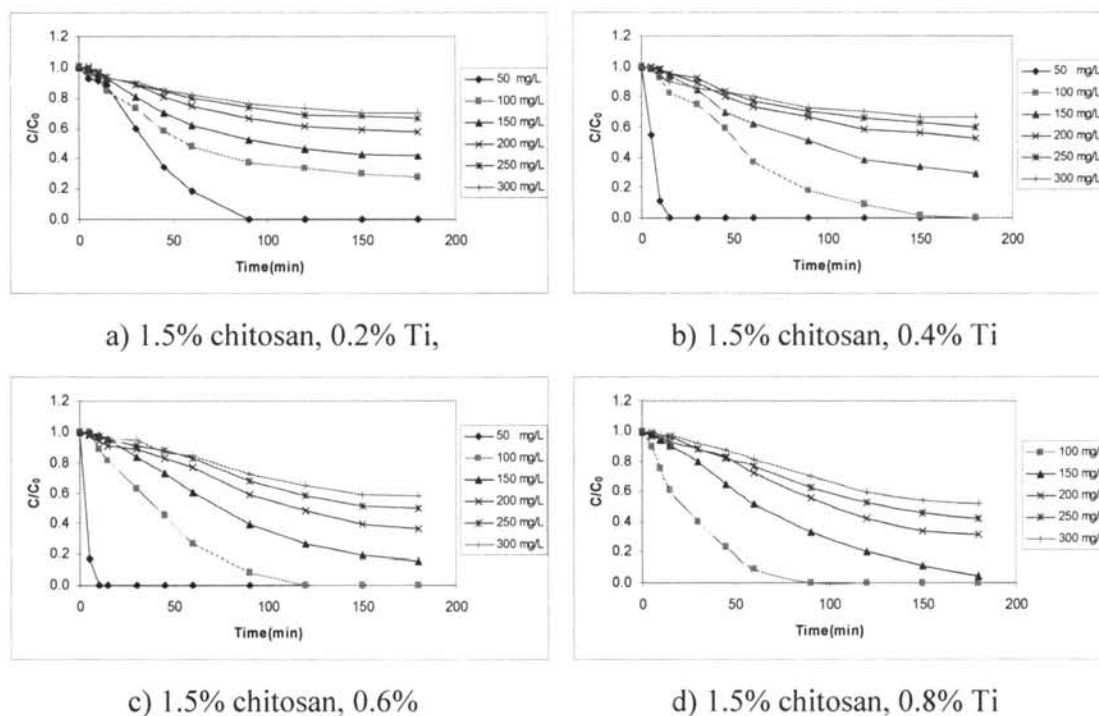 1.2
1.0
0.8
0.6
0.4
0.2
0.0
C/C0
0 50 100 150 200
Time(min)
50 mg/L
100 mg/L
150 mg/L
200 mg/L
250 mg/L
300 mg/L
a) 1.5% chitosan, 0.2% Ti,
1.2
1.0
0.8
0.6
0.4
0.2
0.0
C/C0
0 50 100 150 200
Time(min)
50 mg/L
100 mg/L
150 mg/L
200 mg/L
250 mg/L
300 mg/L
b) 1.5% chitosan, 0.4% Ti
1.2
1.0
0.8
0.6
0.4
0.2
0.0
C/C0
0 50 100 150 200
Time(min)
50 mg/L
100 mg/L
150 mg/L
200 mg/L
250 mg/L
300 mg/L
c) 1.5% chitosan, 0.6%
1.2
1.0
0.8
0.6
0.4
0.2
0.0
C/C0
0 50 100 150 200
Time(min)
100 mg/
150 mg/
200 mg/
250 mg/
300 mg/
d) 1.5% chitosan, 0.8% Ti